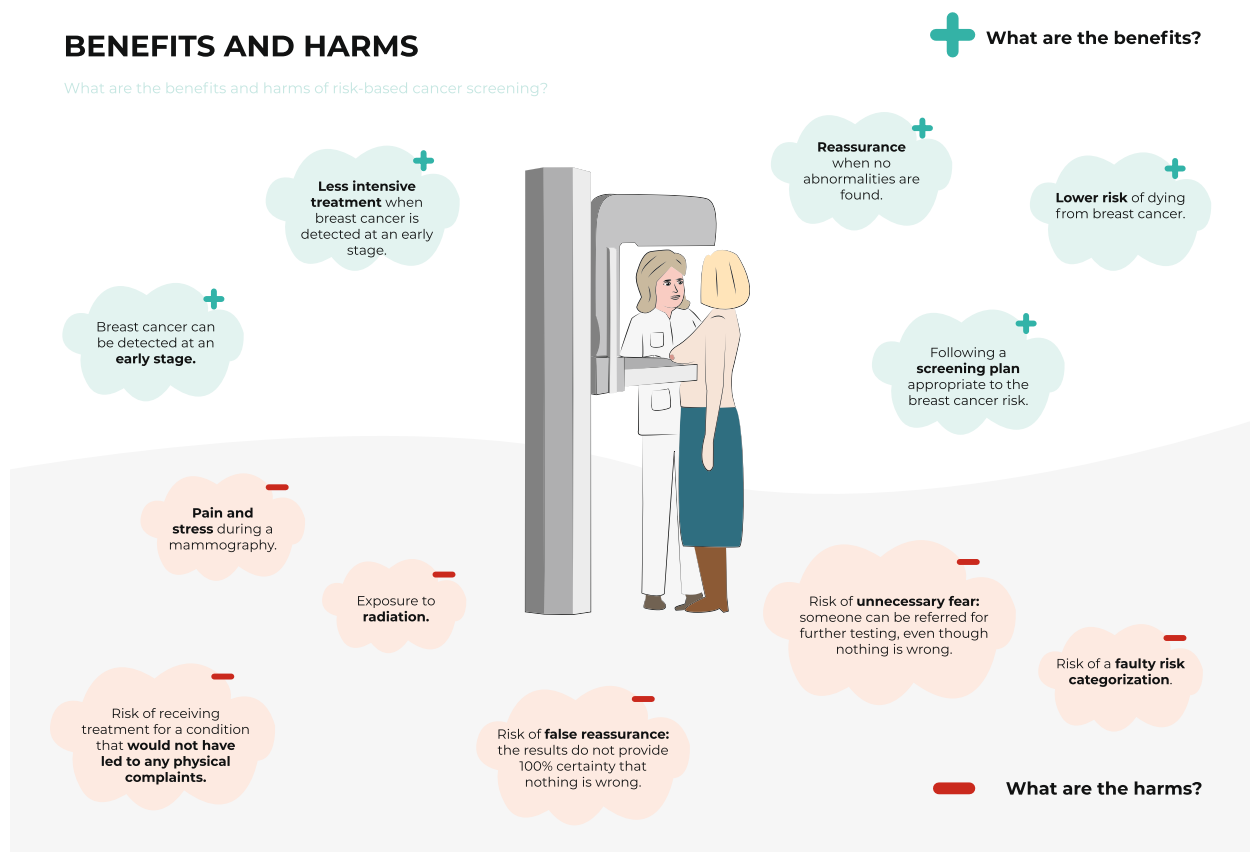 BENEFITS AND HARMS
What are the benefits?
What are the benefits and harms of risk-based cancer screening?
Less intensive
treatment when
breast cancer is
detected at an early
stage.
Reassurance
when no
abnormalities are
found.
Lower risk of dying
from breast cancer.
Breast cancer can
be detected at an
early stage.
Following a
screening plan
appropriate to the
breast cancer risk.
Pain and
stress during a
mammography.
Exposure to
radiation.
Risk of unnecessary fear:
someone can be referred for
further testing, even though
nothing is wrong.
Risk of a faulty risk
categorization.
Risk of receiving
treatment for a condition
that would not have
led to any physical
complaints.
Risk of false reassurance:
the results do not provide
100% certainty that
nothing is wrong.
What are the harms?